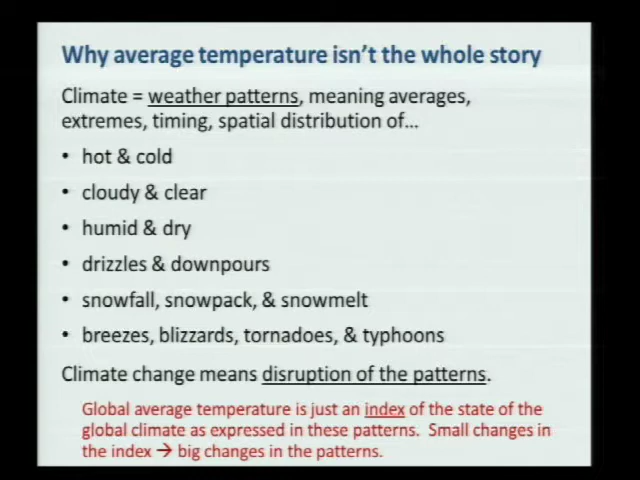 Why average temperature isn't the whole story
Climate = weather patterns, meaning averages,
extremes, timing, spatial distribution of…
• hot & cold
• cloudy & clear
• humid & dry
• drizzles & downpours
• snowfall, snowpack, & snowmelt
• breezes, blizzards, tornadoes, & typhoons
Climate change means disruption of the patterns.
Global average temperature is just an index of the state of the
global climate as expressed in these patterns. Small changes in
the index → big changes in the patterns.